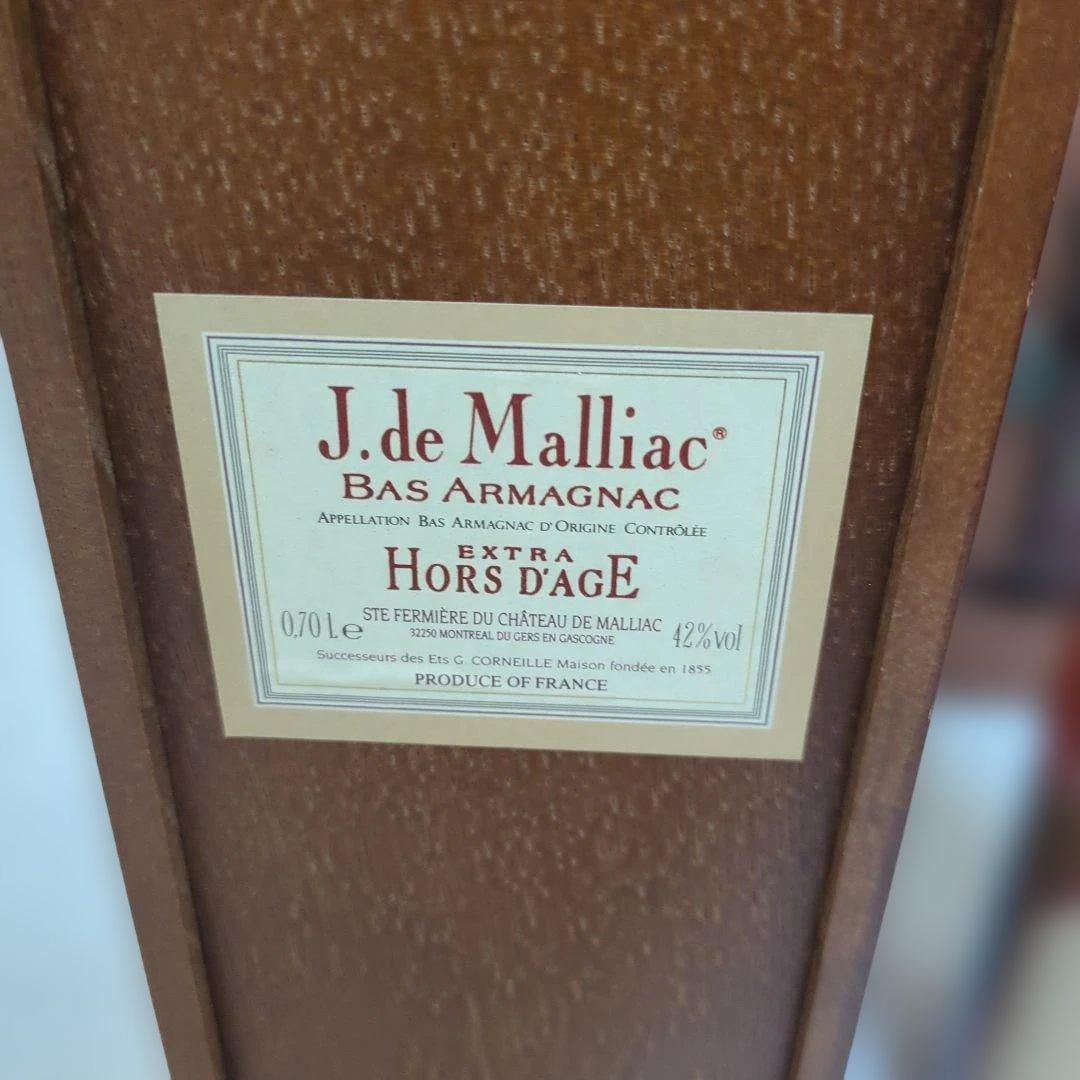 J. de Malliac®
BAS ARMAGNAC
APPELLATION BAS ARMAGNAC D'ORIGINE CONTRÔLÉE
EXTRA
HORS D'AGE
0,70 L e
STE FERMIÈRE DU CHÂTEAU DE MALLIAC
32250 MONTREAL DU GERS EN GASCOGNE
42% vol
Successeurs des Ets G. CORNEILLE Maison fondée en 1855
PRODUCE OF FRANCE